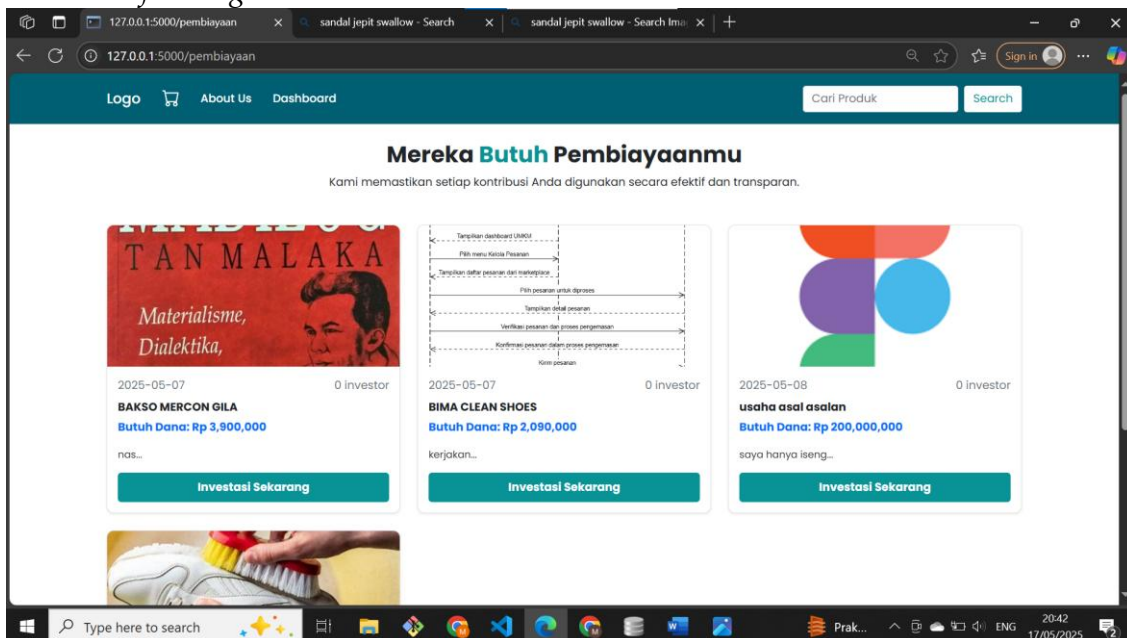 127.0.0.1:5000/pembiayaan
sandal jepit swallow - Search
sandal jepit swallow - Search Ima
127.0.0.1:5000/pembiayaan
Sign in
Logo
About Us
Dashboard
Cari Produk
Search
Mereka Butuh Pembiayaanmu
Kami memastikan setiap kontribusi Anda digunakan secara efektif dan transparan.
TAN MALAKA
Materialisme,
Dialektika,
2025-05-07 0 investor
BAKSO MERCON GILA
Butuh Dana: Rp 3,900,000
nas...
Investasi Sekarang
Tampilkan dashboard UMKM
Pilih menu Kelola Pesanan
Tampilkan daftar pesanan dari marketplace
Pilih pesanan untuk diproses
Tampilkan detail pesanan
Verifikasi pesanan dan proses pengemasan
Konfirmasi pesanan dalam proses pengemasan
Kirim pesanan
2025-05-07 0 investor
BIMA CLEAN SHOES
Butuh Dana: Rp 2,090,000
kerjakan...
Investasi Sekarang
2025-05-08 0 investor
usaha asal asalan
Butuh Dana: Rp 200,000,000
saya hanya iseng...
Investasi Sekarang
Type here to search
Prak...
ENG
20:42
17/05/2025
2